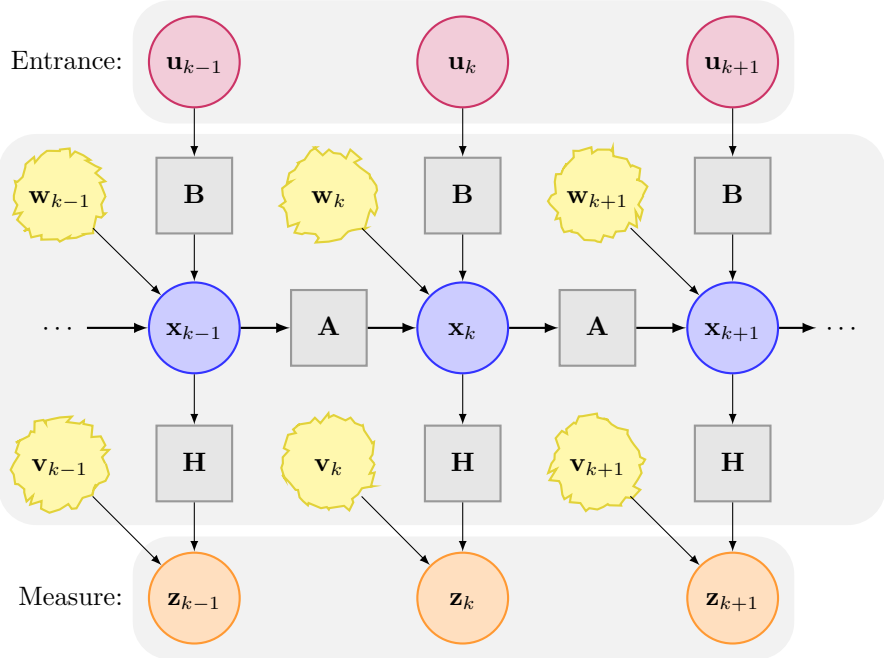 Entrance: u_{k−1} u_k u_{k+1}
w_{k−1} B w_k B w_{k+1} B
··· x_{k−1} A x_k A x_{k+1} ···
v_{k−1} H v_k H v_{k+1} H
Measure: z_{k−1} z_k z_{k+1}